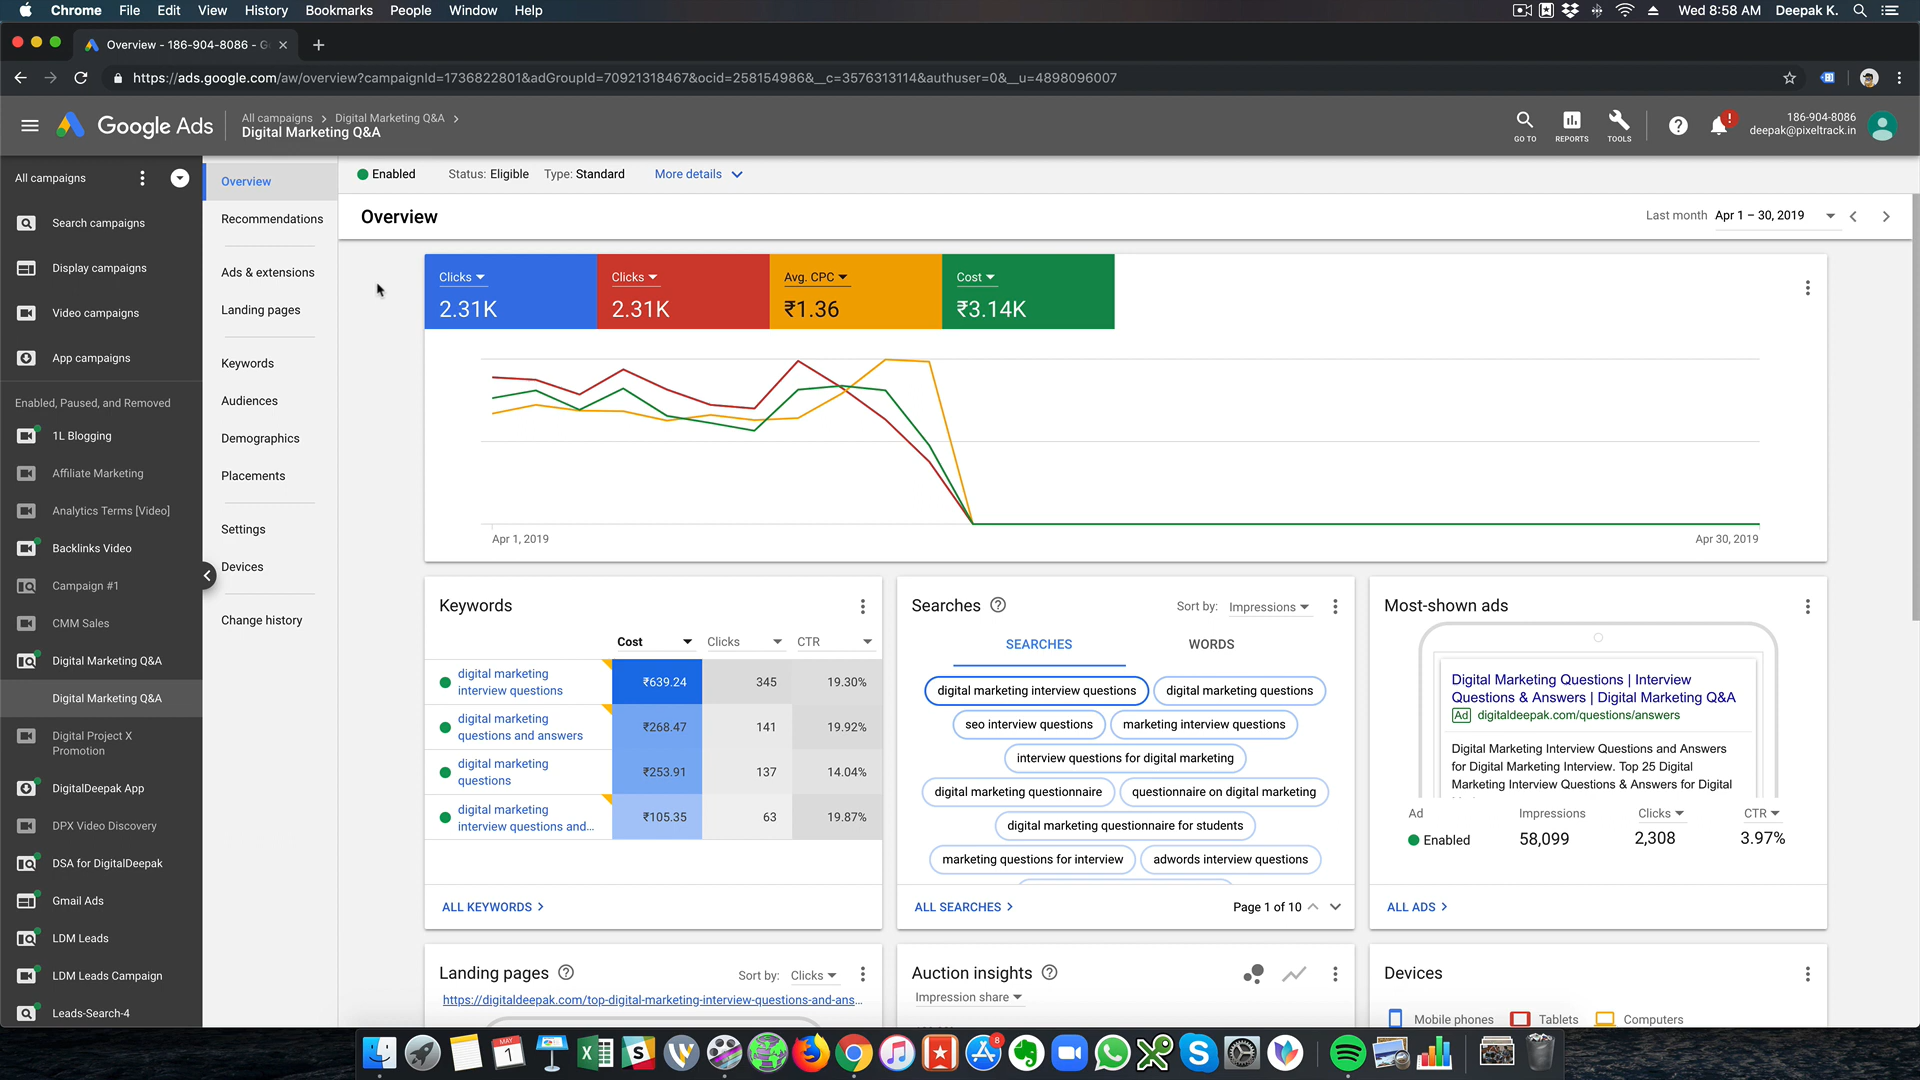 Chrome File Edit View History Bookmarks People Window Help
Wed 8:58 AM Deepak K.
Overview - 186-904-8086 - G
https://ads.google.com/aw/overview?campaignId=1736822801&adGroupId=70921318467&ocid=258154986&__c=3576313114&authuser=0&__u=4898096007
Google Ads
All campaigns > Digital Marketing Q&A >
Digital Marketing Q&A
GO TO
REPORTS
TOOLS
186-904-8086
deepak@pixeltrack.in
All campaigns
Search campaigns
Display campaigns
Video campaigns
App campaigns
Enabled, Paused, and Removed
1L Blogging
Affiliate Marketing
Analytics Terms [Video]
Backlinks Video
Campaign #1
CMM Sales
Digital Marketing Q&A
Digital Marketing Q&A
Digital Project X
Promotion
DigitalDeepak App
DPX Video Discovery
DSA for DigitalDeepak
Gmail Ads
LDM Leads
LDM Leads Campaign
Leads-Search-4
Overview
Recommendations
Ads & extensions
Landing pages
Keywords
Audiences
Demographics
Placements
Settings
Devices
Change history
Enabled Status: Eligible Type: Standard More details
Overview
Last month Apr 1 – 30, 2019
Clicks
2.31K
Clicks
2.31K
Avg. CPC
₹1.36
Cost
₹3.14K
Apr 1, 2019
Apr 30, 2019
Keywords
Cost Clicks CTR
digital marketing
interview questions
₹639.24 345 19.30%
digital marketing
questions and answers
₹268.47 141 19.92%
digital marketing
questions
₹253.91 137 14.04%
digital marketing
interview questions and...
₹105.35 63 19.87%
ALL KEYWORDS
Searches
Sort by: Impressions
SEARCHES WORDS
digital marketing interview questions
digital marketing questions
seo interview questions
marketing interview questions
interview questions for digital marketing
digital marketing questionnaire
questionnaire on digital marketing
digital marketing questionnaire for students
marketing questions for interview
adwords interview questions
ALL SEARCHES
Page 1 of 10
Most-shown ads
Digital Marketing Questions | Interview
Questions & Answers | Digital Marketing Q&A
Ad digitaldeepak.com/questions/answers
Digital Marketing Interview Questions and Answers
for Digital Marketing Interview. Top 25 Digital
Marketing Interview Questions & Answers for Digital
Ad Impressions Clicks CTR
Enabled 58,099 2,308 3.97%
ALL ADS
Landing pages
Sort by: Clicks
https://digitaldeepak.com/top-digital-marketing-interview-questions-and-ans...
Auction insights
Impression share
Devices
Mobile phones Tablets Computers
MAY
1
8